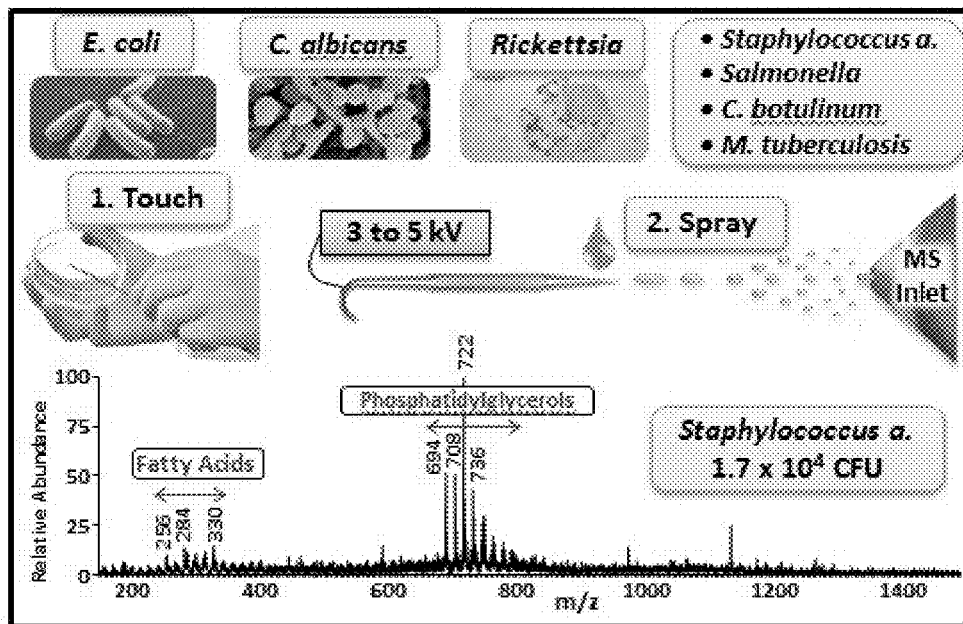 E. coli
C. albicans
Rickettsia
• Staphylococcus a.
• Salmonella
• C. botulinum
• M. tuberculosis
1. Touch
3 to 5 kV
2. Spray
MS
Inlet
Relative Abundance
100
75
50
25
0
Fatty Acids
256
284
330
722
Phosphatidylglycerols
694
708
736
Staphylococcus a.
1.7 x 10⁴ CFU
200
400
600
800
1000
1200
1400
m/z